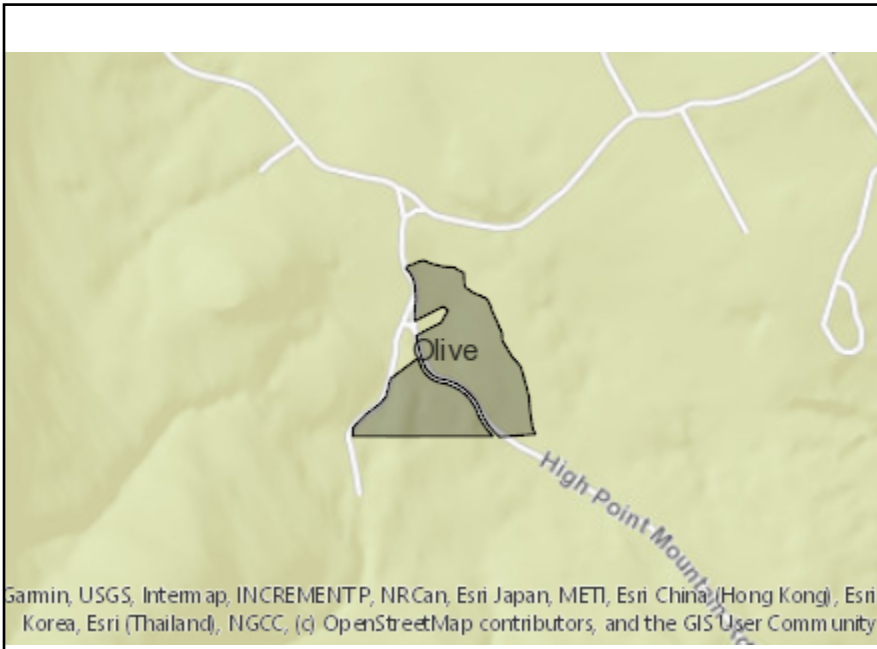 Olive
High Point Mountain Rd
Garmin, USGS, Intermap, INCREMENT P, NRCan, Esri Japan, METI, Esri China (Hong Kong), Esri
Korea, Esri (Thailand), NGCC, (c) OpenStreetMap contributors, and the GIS User Community